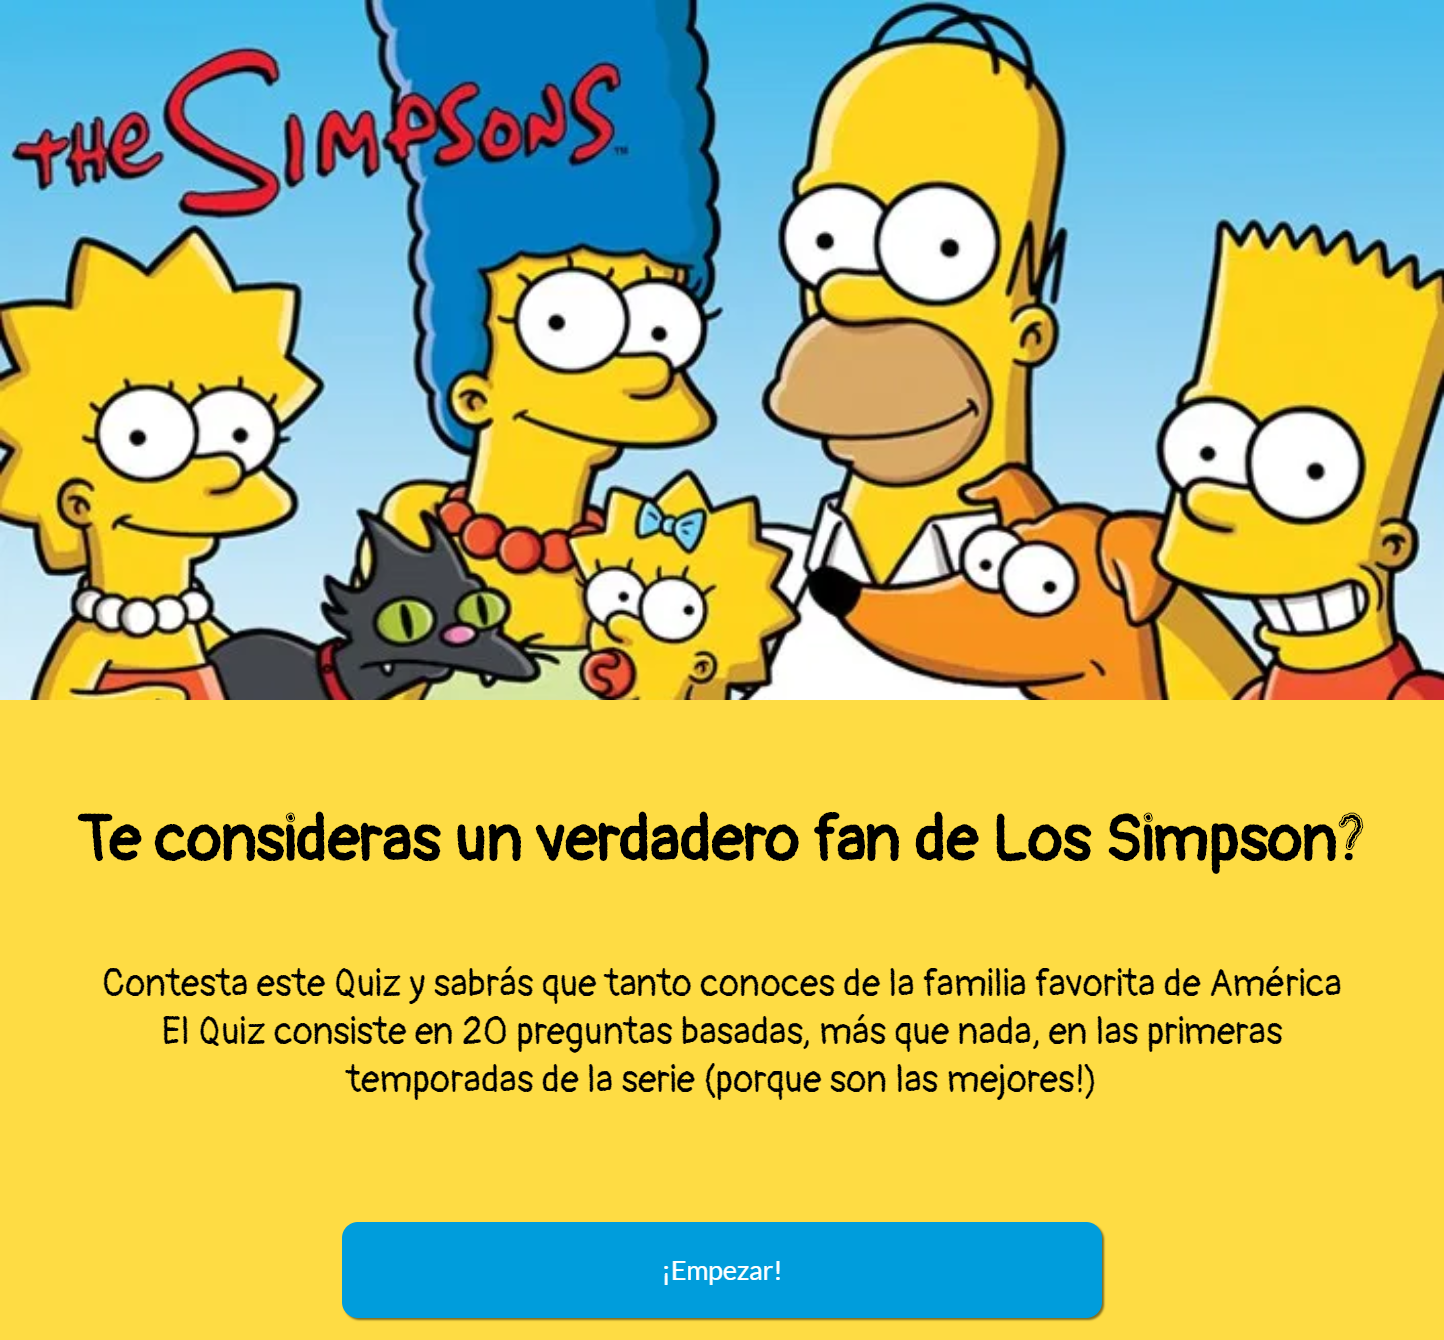 THE SIMPSONS™
Te consideras un verdadero fan de Los Simpson?
Contesta este Quiz y sabrás que tanto conoces de la familia favorita de América
El Quiz consiste en 20 preguntas basadas, más que nada, en las primeras
temporadas de la serie (porque son las mejores!)
¡Empezar!